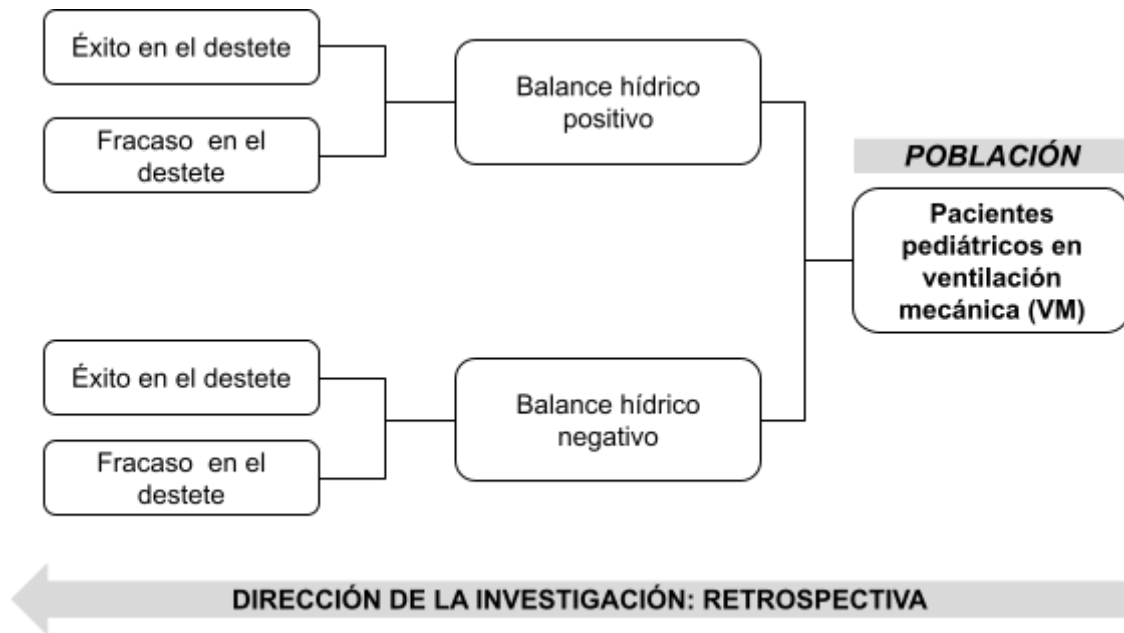 Éxito en el destete
Fracaso en el
destete
Balance hídrico
positivo
POBLACIÓN
Pacientes
pediátricos en
ventilación
mecánica (VM)
Éxito en el destete
Fracaso en el
destete
Balance hídrico
negativo
DIRECCIÓN DE LA INVESTIGACIÓN: RETROSPECTIVA